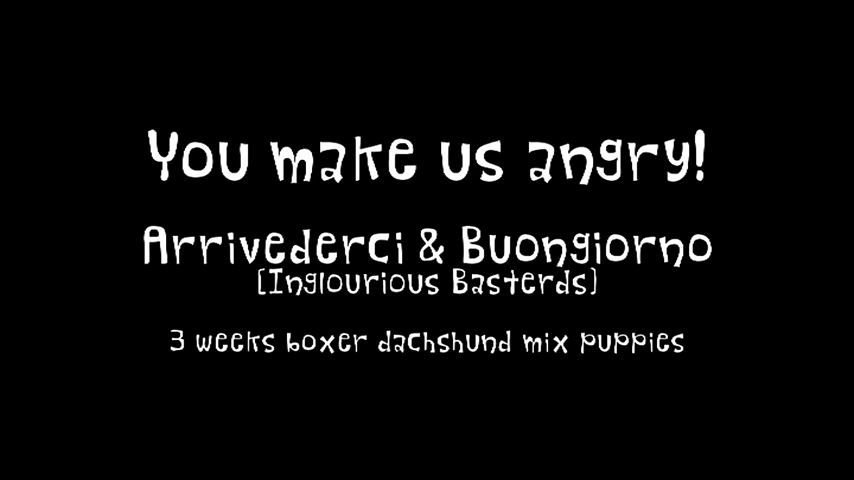 You make us angry!
Arrivederci & Buongiorno
[Inglourious Basterds]
3 weeks boxer dachshund mix puppies